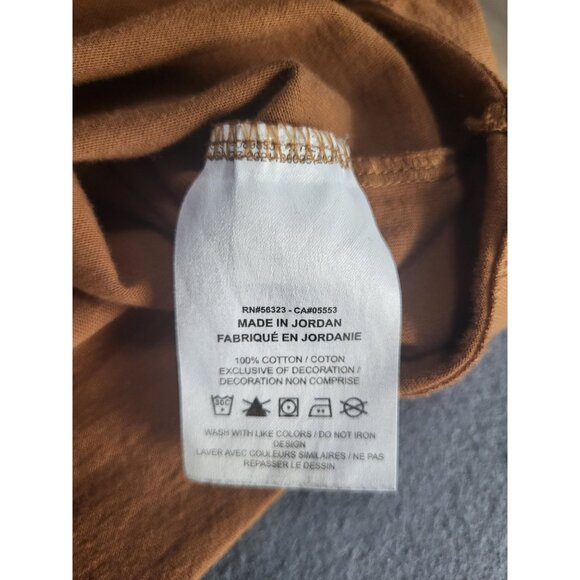 RN#56323 - CA#05553
MADE IN JORDAN
FABRIQUÉ EN JORDANIE
100% COTTON / COTON
EXCLUSIVE OF DECORATION /
DECORATION NON COMPRISE
WASH WITH LIKE COLORS / DO NOT IRON
DESIGN
LAVER AVEC COULEURS SIMILAIRES / NE PAS
REPASSER LE DESSIN